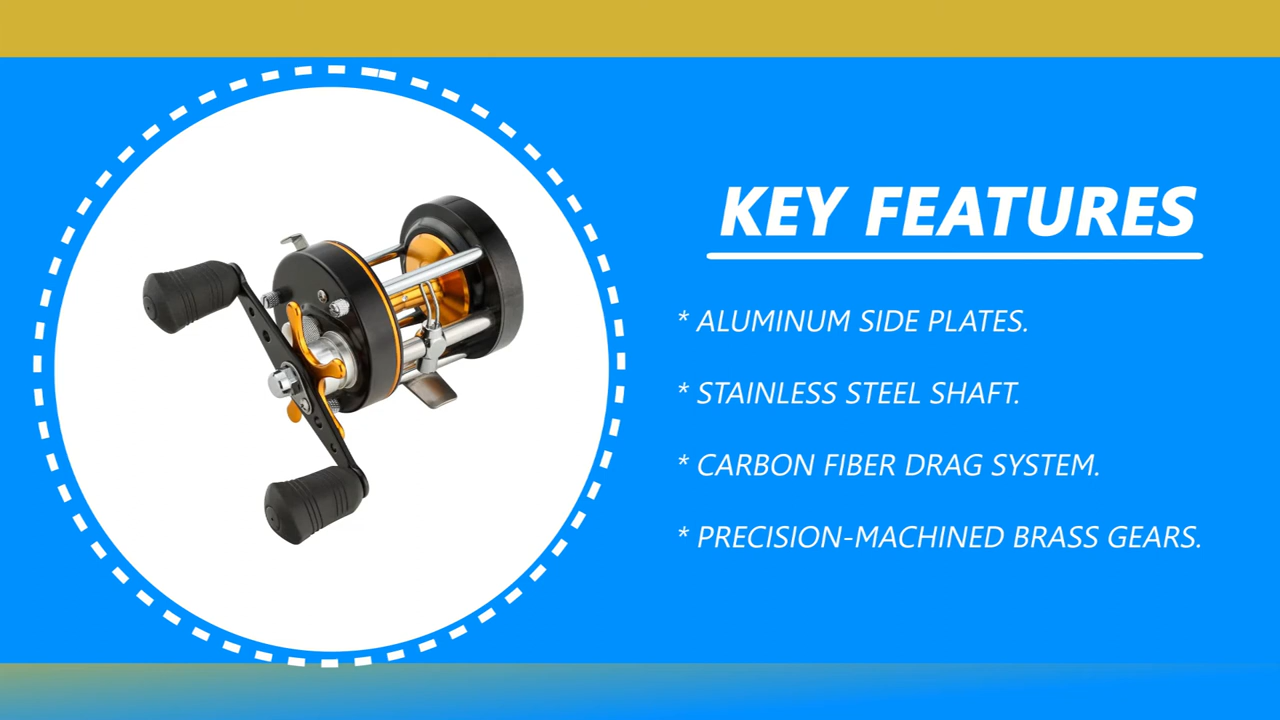 KEY FEATURES
* ALUMINUM SIDE PLATES.
* STAINLESS STEEL SHAFT.
* CARBON FIBER DRAG SYSTEM.
* PRECISION-MACHINED BRASS GEARS.